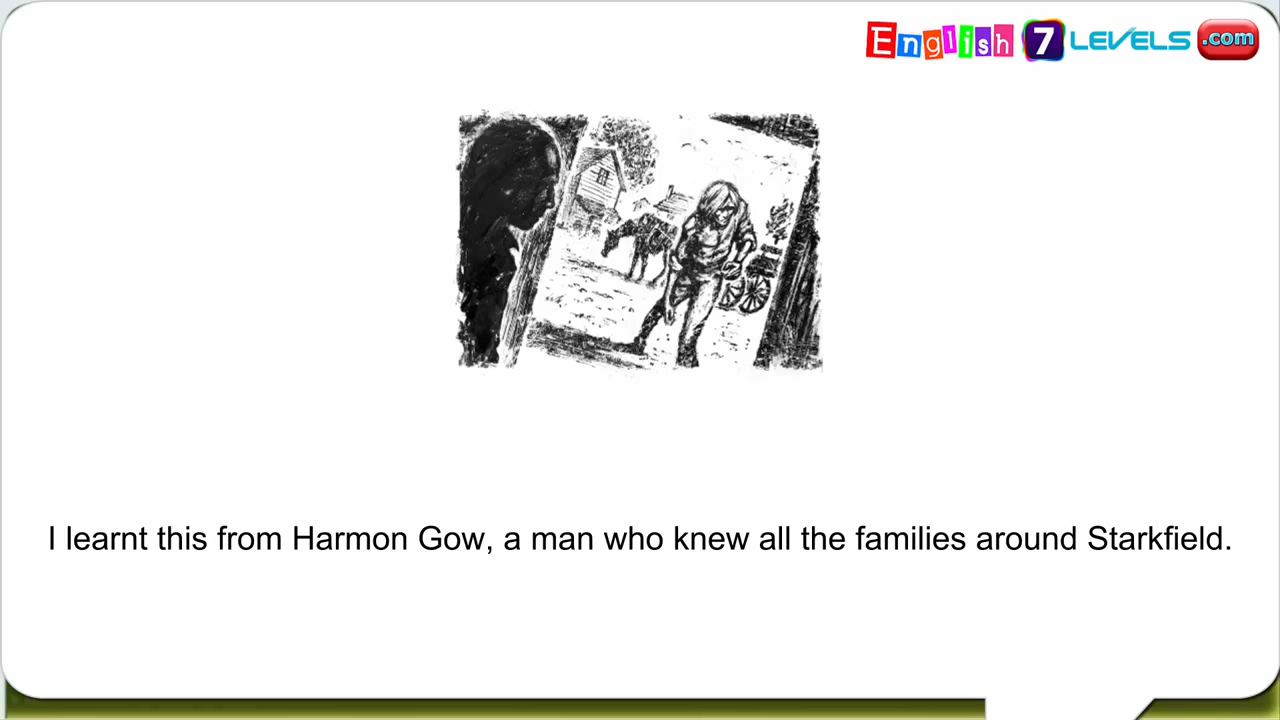 English 7 LEVELS .com
I learnt this from Harmon Gow, a man who knew all the families around Starkfield.